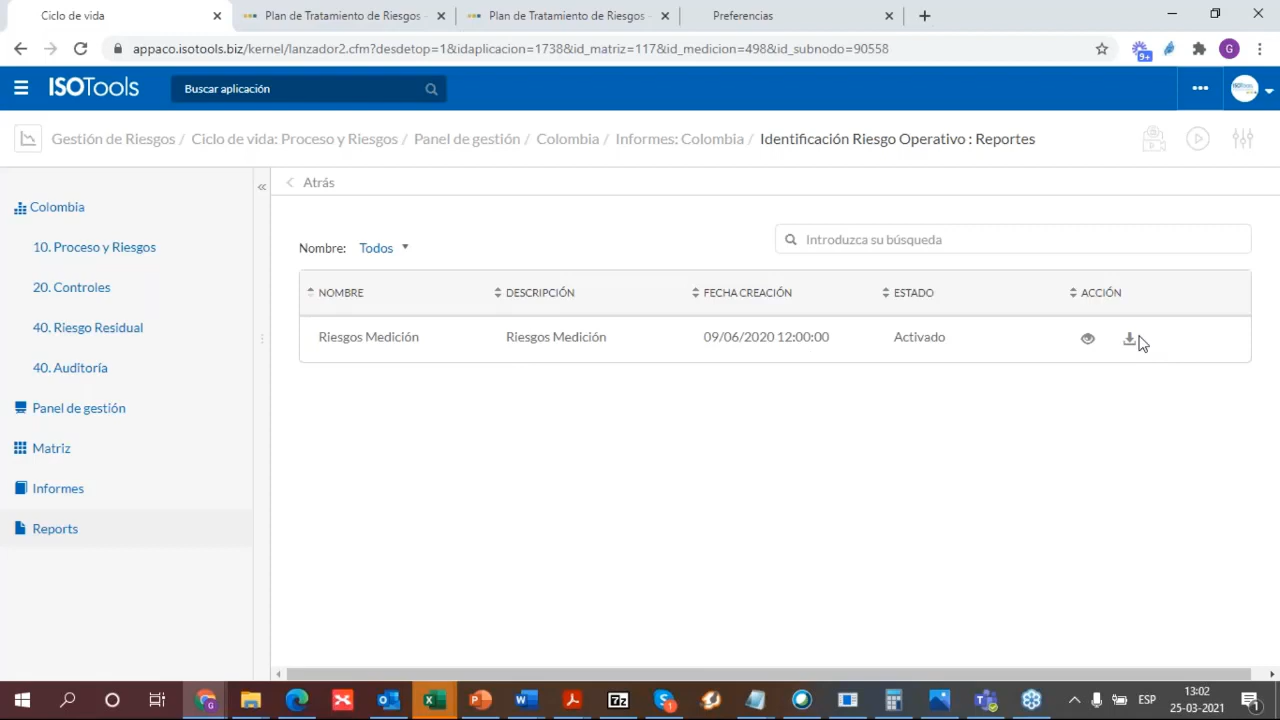 Ciclo de vida
Plan de Tratamiento de Riesgos -
Plan de Tratamiento de Riesgos -
Preferencias
appaco.isotools.biz/kernel/lanzador2.cfm?desdetop=1&idaplicacion=1738&id_matriz=117&id_medicion=498&id_subnodo=90558
9+
G
ISOTools
Buscar aplicación
Gestión de Riesgos / Ciclo de vida: Proceso y Riesgos / Panel de gestión / Colombia / Informes: Colombia / Identificación Riesgo Operativo : Reportes
Colombia
10. Proceso y Riesgos
20. Controles
40. Riesgo Residual
40. Auditoría
Panel de gestión
Matriz
Informes
Reports
Atrás
Nombre: Todos
Introduzca su búsqueda
NOMBRE DESCRIPCIÓN FECHA CREACIÓN ESTADO ACCIÓN
Riesgos Medición Riesgos Medición 09/06/2020 12:00:00 Activado
ESP
13:02
25-03-2021